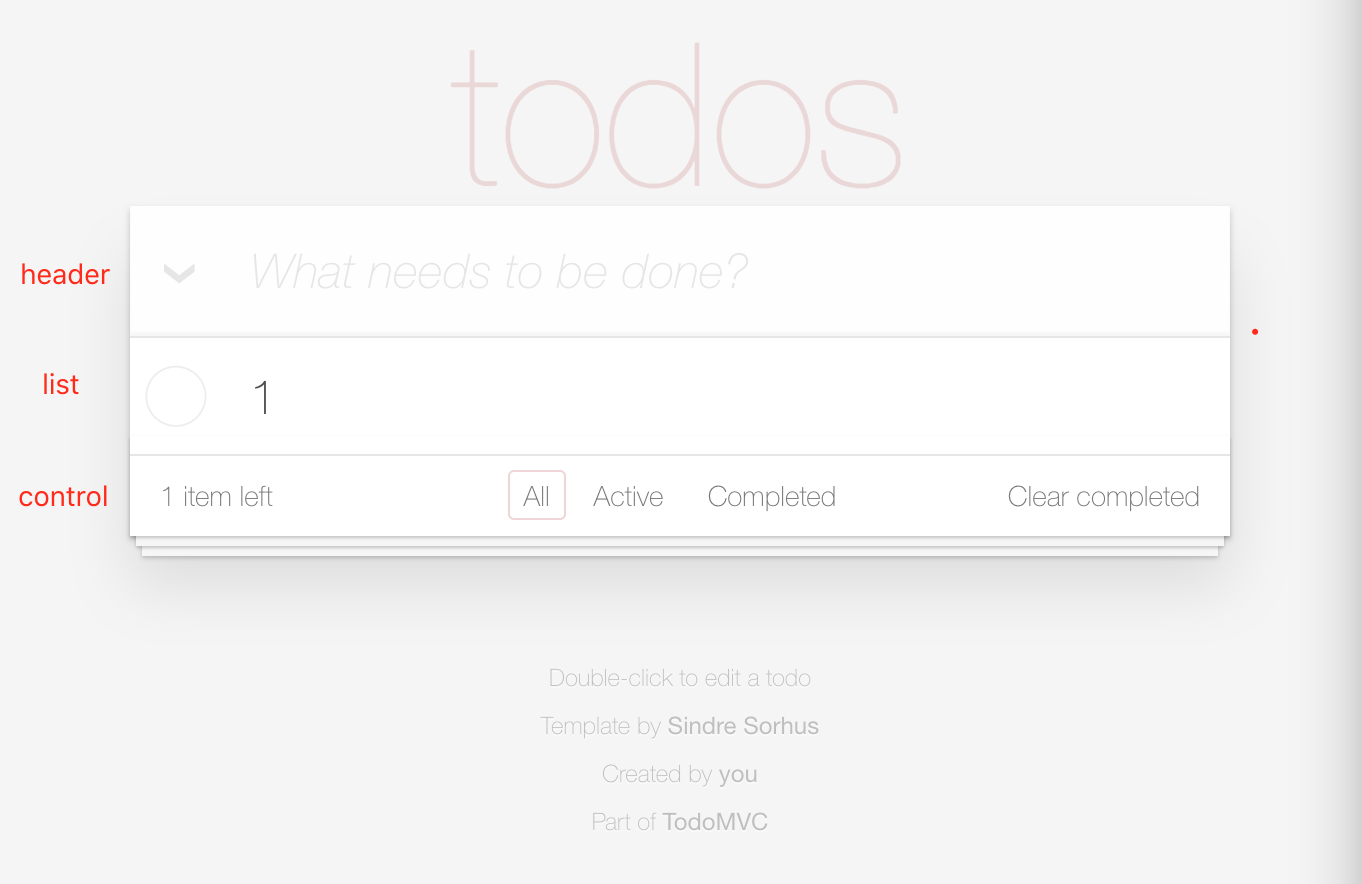 todos
header
What needs to be done?
list
1
control
1 item left All Active Completed Clear completed
Double-click to edit a todo
Template by Sindre Sorhus
Created by you
Part of TodoMVC